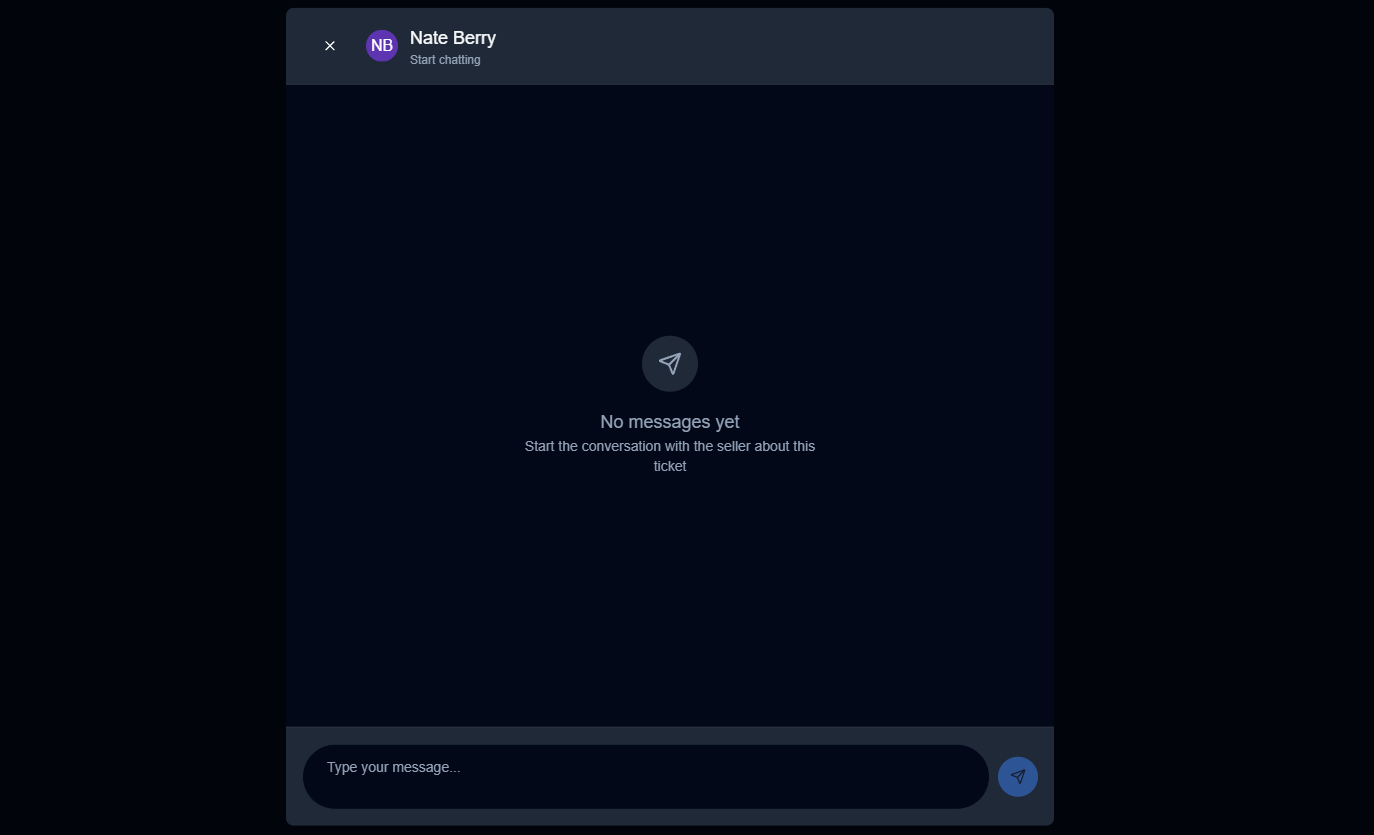 NB
Nate Berry
Start chatting
No messages yet
Start the conversation with the seller about this
ticket
Type your message...